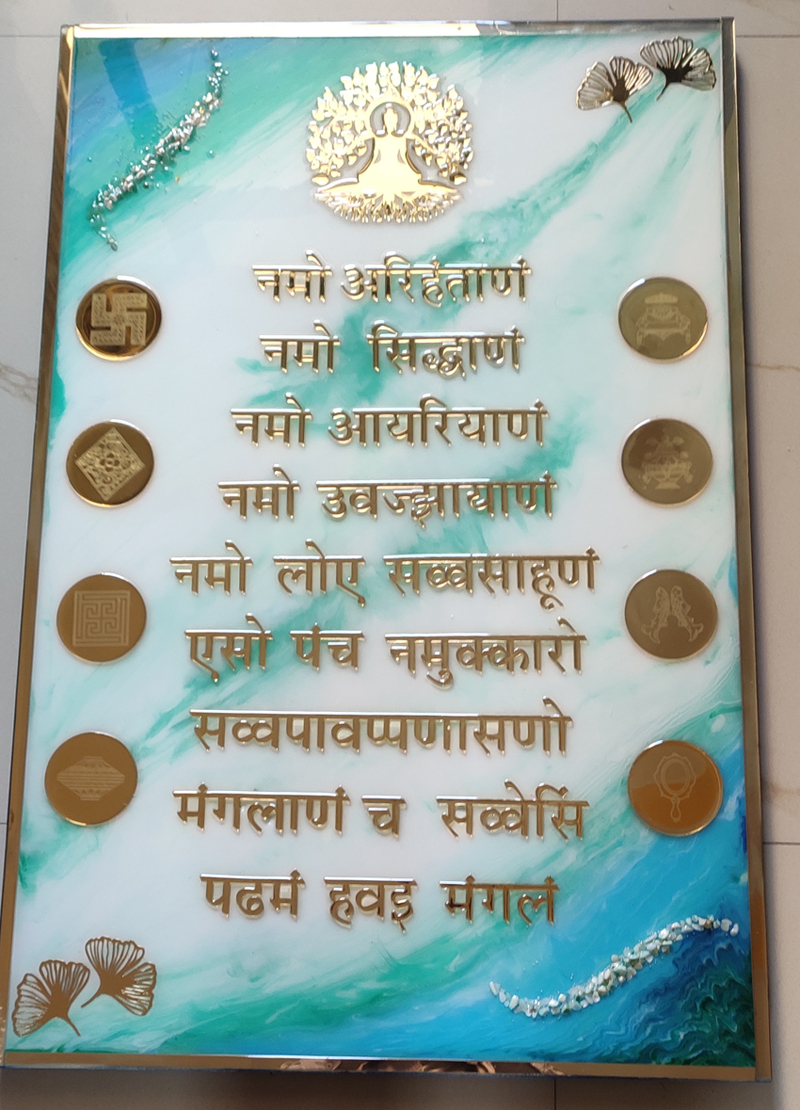 नमो अरिहंताणं
नमो सिद्धाणं
नमो आयरियाणं
नमो उवज्झायाणं
नमो लोए सव्वसाहूणं
एसो पंच नमुक्कारो
सव्वपावप्पणासणो
मंगलाणं च सव्वेसिं
पढमं हवइ मंगलं